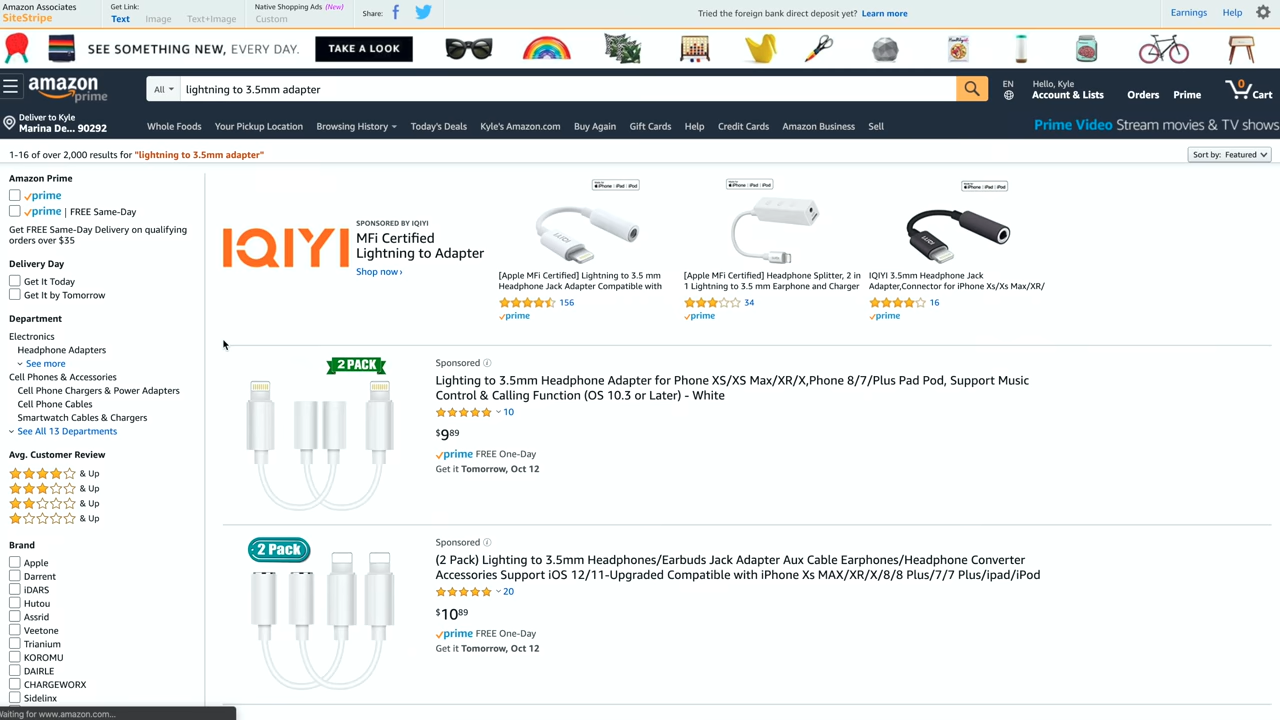 Amazon Associates
SiteStripe
Get Link:
Text Image Text+Image
Native Shopping Ads (New)
Custom
Share:
Tried the foreign bank direct deposit yet? Learn more
Earnings Help
SEE SOMETHING NEW, EVERY DAY. TAKE A LOOK
amazon
prime
All
lightning to 3.5mm adapter
EN
Hello, Kyle
Account & Lists
Orders
Prime
0
Cart
Deliver to Kyle
Marina De... 90292
Whole Foods Your Pickup Location Browsing History Today's Deals Kyle's Amazon.com Buy Again Gift Cards Help Credit Cards Amazon Business Sell
Prime Video Stream movies & TV shows
1-16 of over 2,000 results for "lightning to 3.5mm adapter"
Sort by: Featured
Amazon Prime
prime
prime | FREE Same-Day
Get FREE Same-Day Delivery on qualifying
orders over $35
Delivery Day
Get It Today
Get It by Tomorrow
Department
Electronics
Headphone Adapters
See more
Cell Phones & Accessories
Cell Phone Chargers & Power Adapters
Cell Phone Cables
Smartwatch Cables & Chargers
See All 13 Departments
Avg. Customer Review
& Up
& Up
& Up
& Up
Brand
Apple
Darrent
iDARS
Hutou
Assrid
Veetone
Trianium
KOROMU
DAIRLE
CHARGEWORX
Sidelinx
IQIYI
SPONSORED BY IQIYI
MFi Certified
Lightning to Adapter
Shop now›
[Apple MFi Certified] Lightning to 3.5 mm
Headphone Jack Adapter Compatible with
156
prime
[Apple MFi Certified] Headphone Splitter, 2 in
1 Lightning to 3.5 mm Earphone and Charger
34
prime
IQIYI 3.5mm Headphone Jack
Adapter,Connector for iPhone Xs/Xs Max/XR/
16
prime
2 PACK
Sponsored
Lighting to 3.5mm Headphone Adapter for Phone XS/XS Max/XR/X,Phone 8/7/Plus Pad Pod, Support Music
Control & Calling Function (OS 10.3 or Later) - White
10
$9 89
prime FREE One-Day
Get it Tomorrow, Oct 12
2 Pack
Sponsored
(2 Pack) Lighting to 3.5mm Headphones/Earbuds Jack Adapter Aux Cable Earphones/Headphone Converter
Accessories Support iOS 12/11-Upgraded Compatible with iPhone Xs MAX/XR/X/8/8 Plus/7/7 Plus/ipad/iPod
20
$10 89
prime FREE One-Day
Get it Tomorrow, Oct 12
Waiting for www.amazon.com...